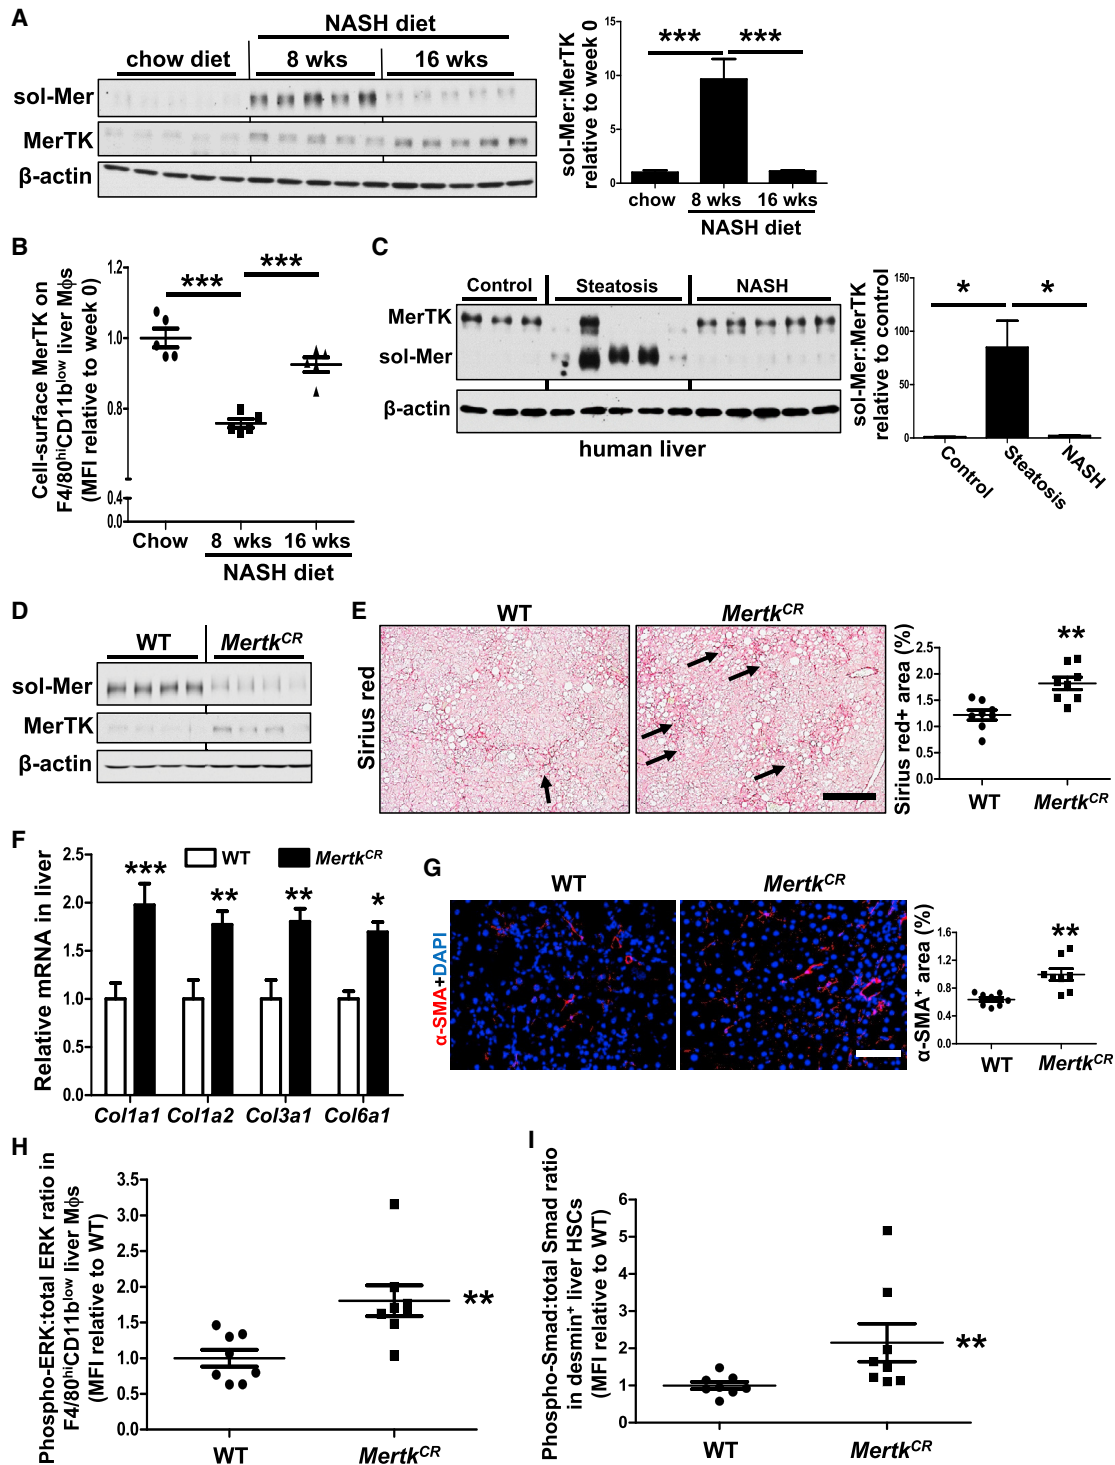 A
NASH diet
chow diet
8 wks
16 wks
sol-Mer
MerTK
β-actin
sol-Mer:MerTK
relative to week 0
15
10
5
0
***
***
chow
8 wks
16 wks
NASH diet
B
Cell-surface MerTK on
F4/80hiCD11blow liver Mϕs
(MFI relative to week 0)
1.2
1.0
0.8
0.4
0.0
***
***
Chow
8 wks
16 wks
NASH diet
C
Control
Steatosis
NASH
MerTK
sol-Mer
β-actin
human liver
sol-Mer:MerTK
relative to control
150
100
50
0
*
*
Control
Steatosis
NASH
D
WT
MertkCR
sol-Mer
MerTK
β-actin
E
WT
MertkCR
Sirius red
Sirius red+ area (%)
2.5
2.0
1.5
1.0
0.5
0.0
**
WT
MertkCR
F
Relative mRNA in liver
2.5
2.0
1.5
1.0
0.5
0.0
WT
MertkCR
***
**
**
*
Col1a1
Col1a2
Col3a1
Col6a1
G
WT
MertkCR
α-SMA+DAPI
α-SMA+ area (%)
1.6
1.2
0.8
0.4
0.0
**
WT
MertkCR
H
Phospho-ERK:total ERK ratio in
F4/80hiCD11blow liver Mϕs
(MFI relative to WT)
3.5
3.0
2.5
2.0
1.5
1.0
0.5
0.0
**
WT
MertkCR
I
Phospho-Smad:total Smad ratio
in desmin+ liver HSCs
(MFI relative to WT)
6
5
4
3
2
1
0
**
WT
MertkCR